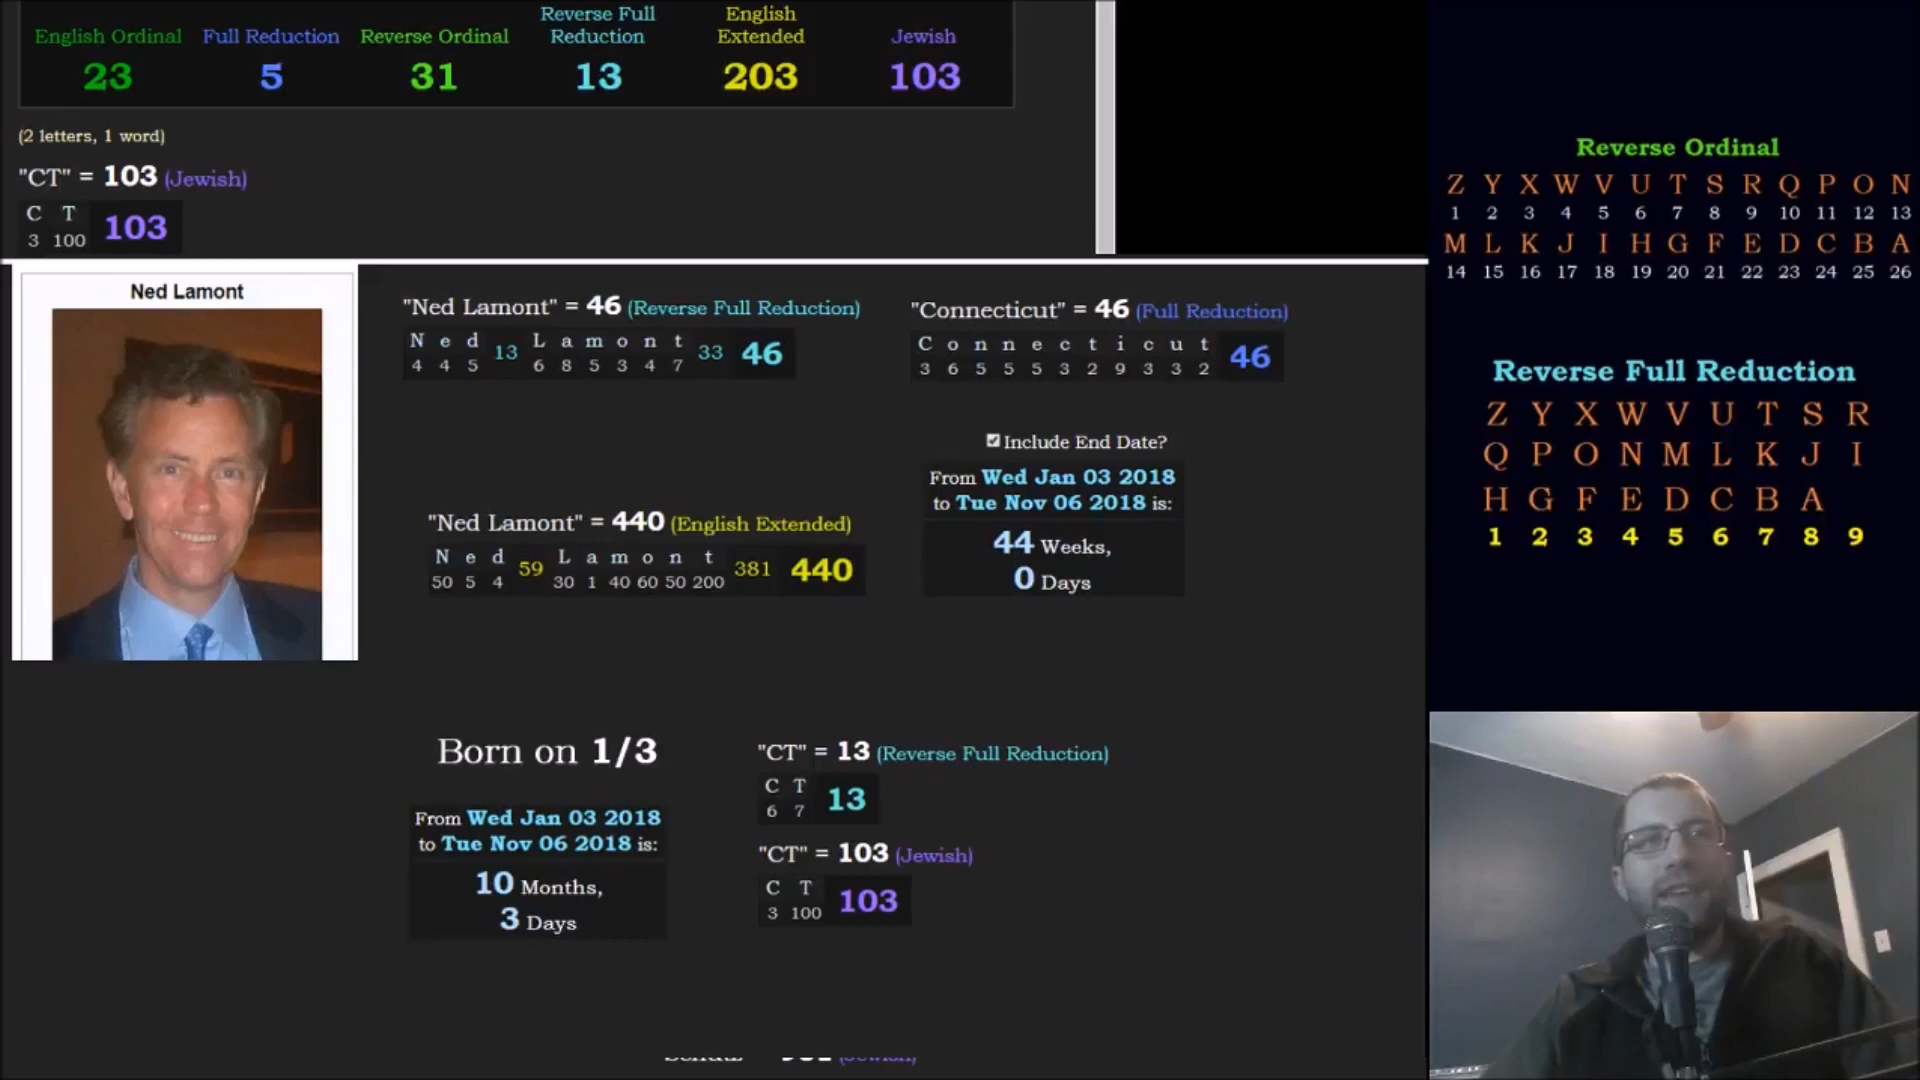 English Ordinal Full Reduction Reverse Ordinal Reverse Full Reduction English Extended Jewish
23 5 31 13 203 103
(2 letters, 1 word)
"CT" = 103 (Jewish)
C T
3 100 103
Ned Lamont
"Ned Lamont" = 46 (Reverse Full Reduction)
N e d 13 L a m o n t 33 46
4 4 5 6 8 5 3 4 7
"Connecticut" = 46 (Full Reduction)
C o n n e c t i c u t 46
3 6 5 5 5 3 2 9 3 3 2
"Ned Lamont" = 440 (English Extended)
N e d 59 L a m o n t 381 440
50 5 4 30 1 40 60 50 200
Include End Date?
From Wed Jan 03 2018
to Tue Nov 06 2018 is:
44 Weeks,
0 Days
Born on 1/3
From Wed Jan 03 2018
to Tue Nov 06 2018 is:
10 Months,
3 Days
"CT" = 13 (Reverse Full Reduction)
C T
6 7 13
"CT" = 103 (Jewish)
C T
3 100 103
Reverse Ordinal
Z Y X W V U T S R Q P O N
1 2 3 4 5 6 7 8 9 10 11 12 13
M L K J I H G F E D C B A
14 15 16 17 18 19 20 21 22 23 24 25 26
Reverse Full Reduction
Z Y X W V U T S R
Q P O N M L K J I
H G F E D C B A
1 2 3 4 5 6 7 8 9